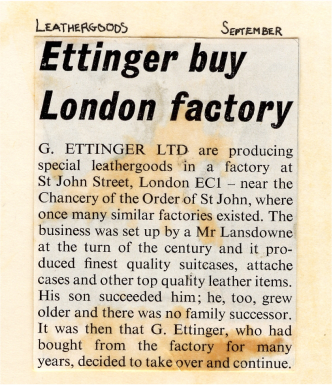 LEATHERGOODS SEPTEMBER
Ettinger buy
London factory
G. ETTINGER LTD are producing
special leathergoods in a factory at
St John Street, London EC1 – near the
Chancery of the Order of St John, where
once many similar factories existed. The
business was set up by a Mr Lansdowne
at the turn of the century and it pro-
duced finest quality suitcases, attache
cases and other top quality leather items.
His son succeeded him; he, too, grew
older and there was no family successor.
It was then that G. Ettinger, who had
bought from the factory for many
years, decided to take over and continue.